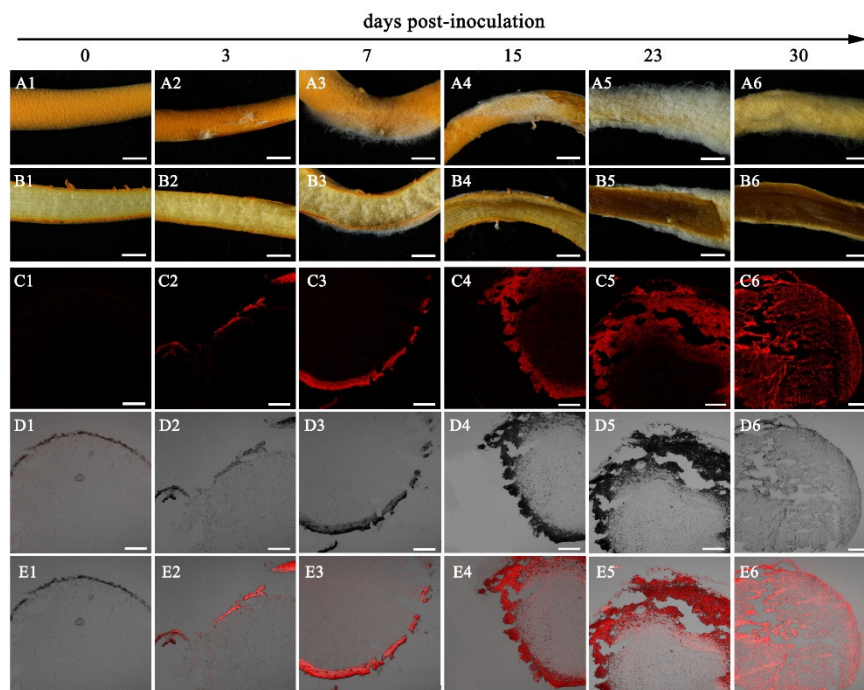 days post-inoculation
0 3 7 15 23 30
A1 A2 A3 A4 A5 A6
B1 B2 B3 B4 B5 B6
C1 C2 C3 C4 C5 C6
D1 D2 D3 D4 D5 D6
E1 E2 E3 E4 E5 E6